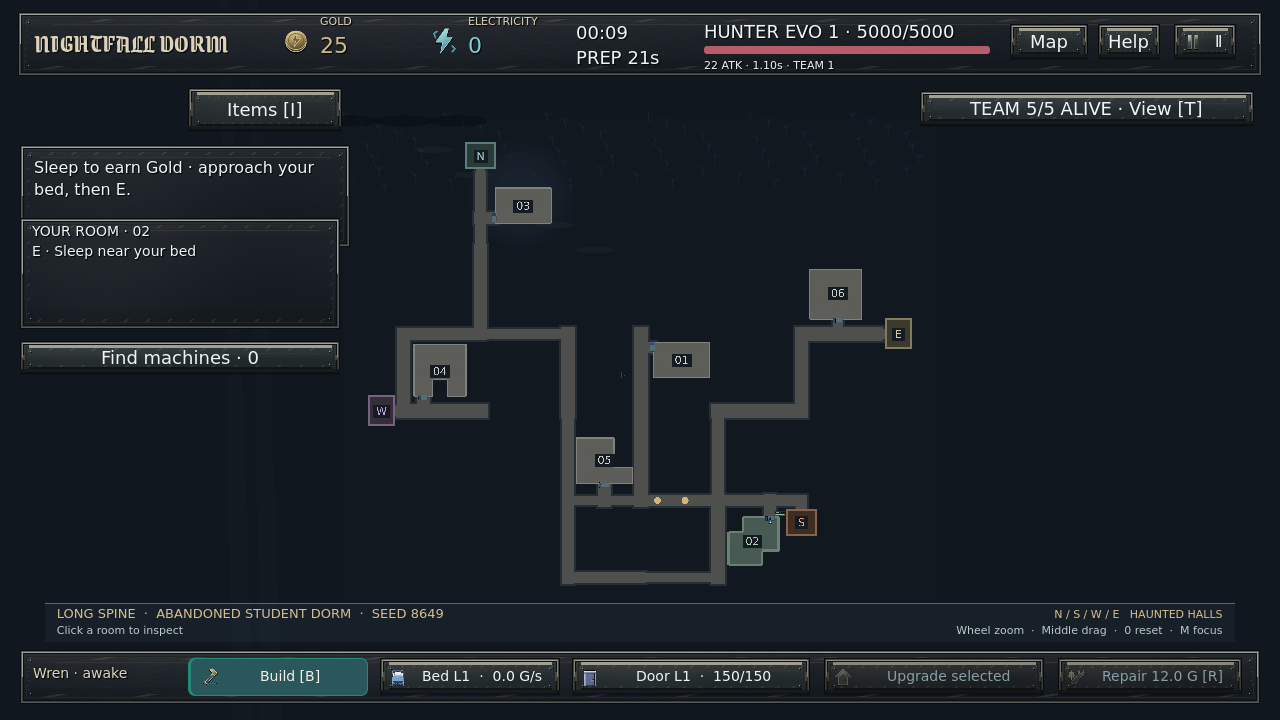 NIGHTFALL DORM
GOLD
25
ELECTRICITY
0
00:09
PREP 21s
HUNTER EVO 1 · 5000/5000
22 ATK · 1.10s · TEAM 1
Map
Help
II
Items [I]
TEAM 5/5 ALIVE · View [T]
Sleep to earn Gold · approach your
bed, then E.
YOUR ROOM · 02
E · Sleep near your bed
Find machines · 0
N
03
06
E
01
04
W
05
S
02
LONG SPINE · ABANDONED STUDENT DORM · SEED 8649
Click a room to inspect
N / S / W / E HAUNTED HALLS
Wheel zoom · Middle drag · 0 reset · M focus
Wren · awake
Build [B]
Bed L1 · 0.0 G/s
Door L1 · 150/150
Upgrade selected
Repair 12.0 G [R]